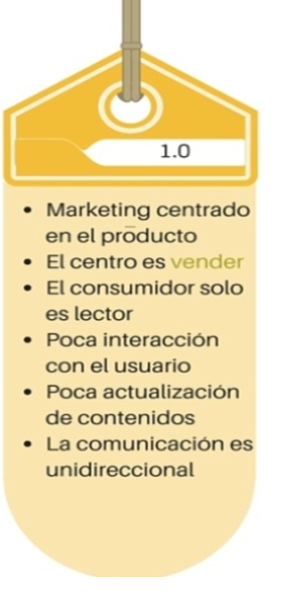 1.0
• Marketing centrado
en el producto
• El centro es vender
• El consumidor solo
es lector
• Poca interacción
con el usuario
• Poca actualización
de contenidos
• La comunicación es
unidireccional